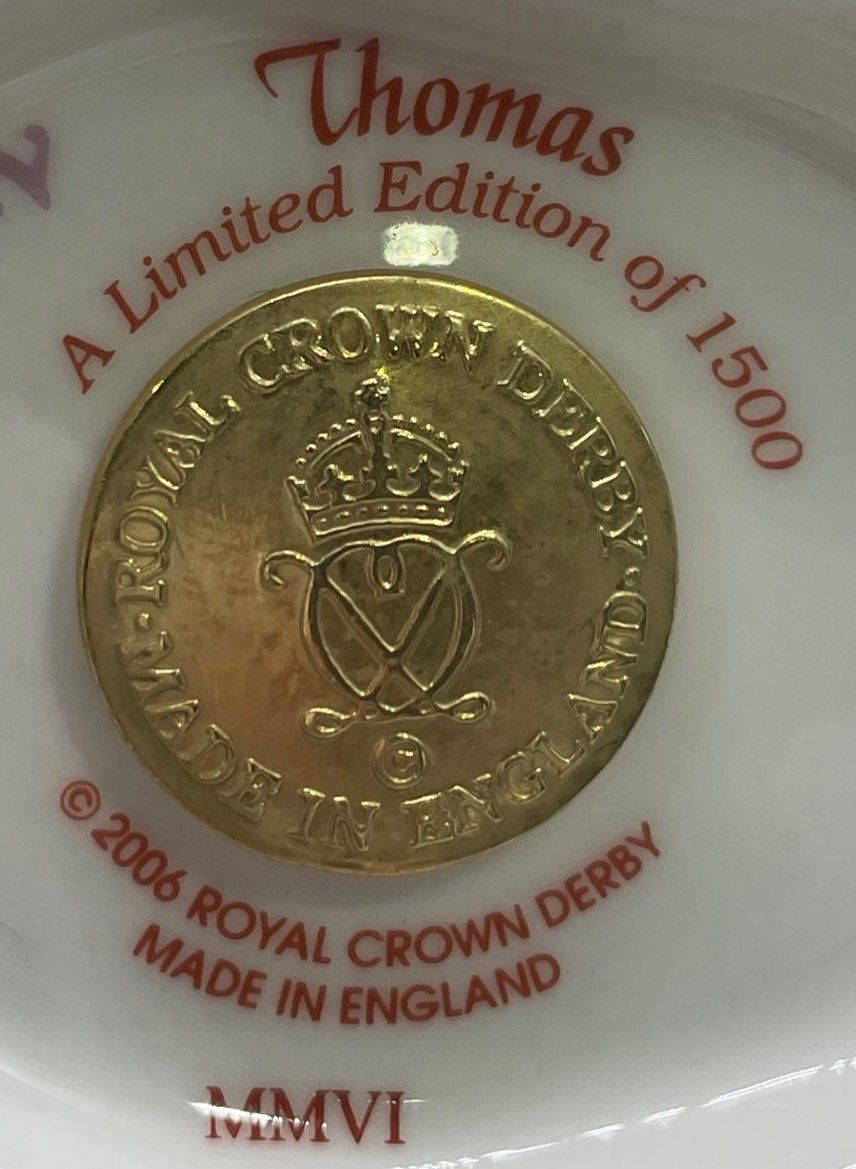 Thomas
A Limited Edition of 1500
ROYAL CROWN DERBY
©
· MADE IN ENGLAND ·
© 2006 ROYAL CROWN DERBY
MADE IN ENGLAND
MMVI